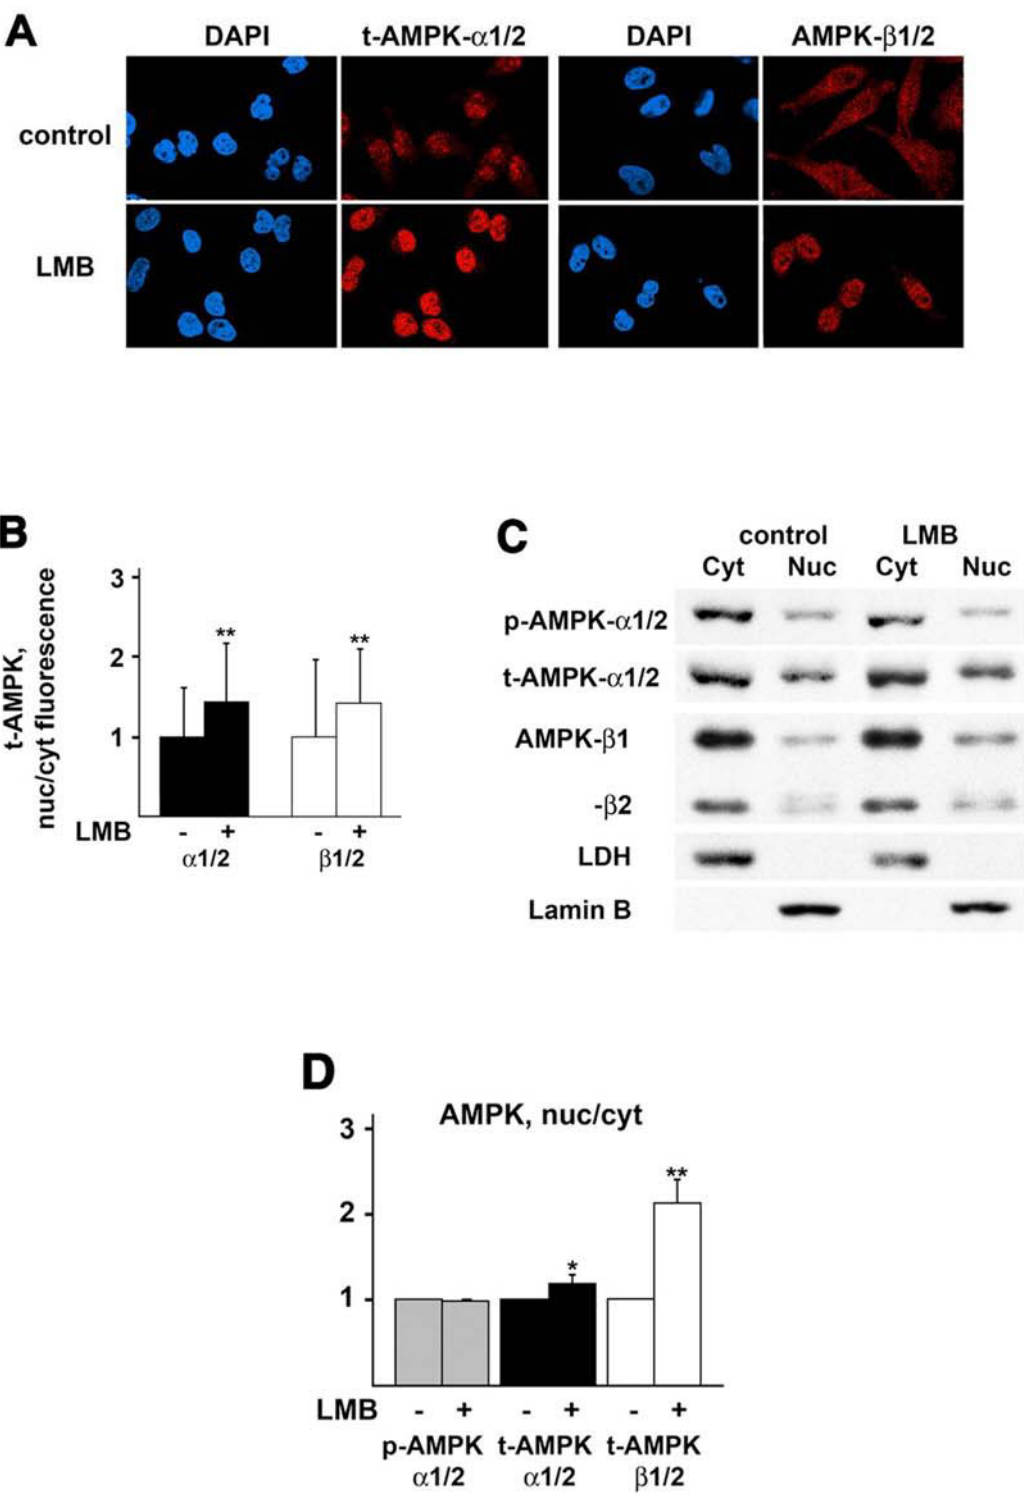 A
DAPI t-AMPK-α1/2 DAPI AMPK-β1/2
control
LMB
B
t-AMPK,
nuc/cyt fluorescence
3
2
1
** **
LMB - + - +
α1/2 β1/2
C
control LMB
Cyt Nuc Cyt Nuc
p-AMPK-α1/2
t-AMPK-α1/2
AMPK-β1
-β2
LDH
Lamin B
D
AMPK, nuc/cyt
3
2
1
* **
LMB - + - + - +
p-AMPK t-AMPK t-AMPK
α1/2 α1/2 β1/2